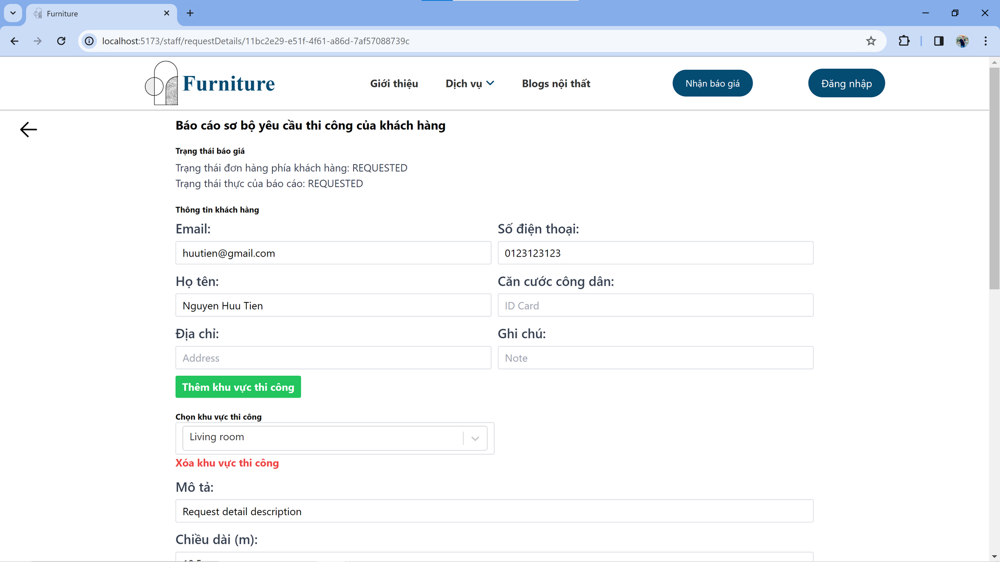 Furniture
localhost:5173/staff/requestDetails/11bc2e29-e51f-4f61-a86d-7af57088739c
Furniture
Giới thiệu
Dịch vụ
Blogs nội thất
Nhận báo giá
Đăng nhập
Báo cáo sơ bộ yêu cầu thi công của khách hàng
Trạng thái báo giá
Trạng thái đơn hàng phía khách hàng: REQUESTED
Trạng thái thực của báo cáo: REQUESTED
Thông tin khách hàng
Email:
Số điện thoại:
huutien@gmail.com
0123123123
Họ tên:
Căn cước công dân:
Nguyen Huu Tien
ID Card
Địa chỉ:
Ghi chú:
Address
Note
Thêm khu vực thi công
Chọn khu vực thi công
Living room
Xóa khu vực thi công
Mô tả:
Request detail description
Chiều dài (m):